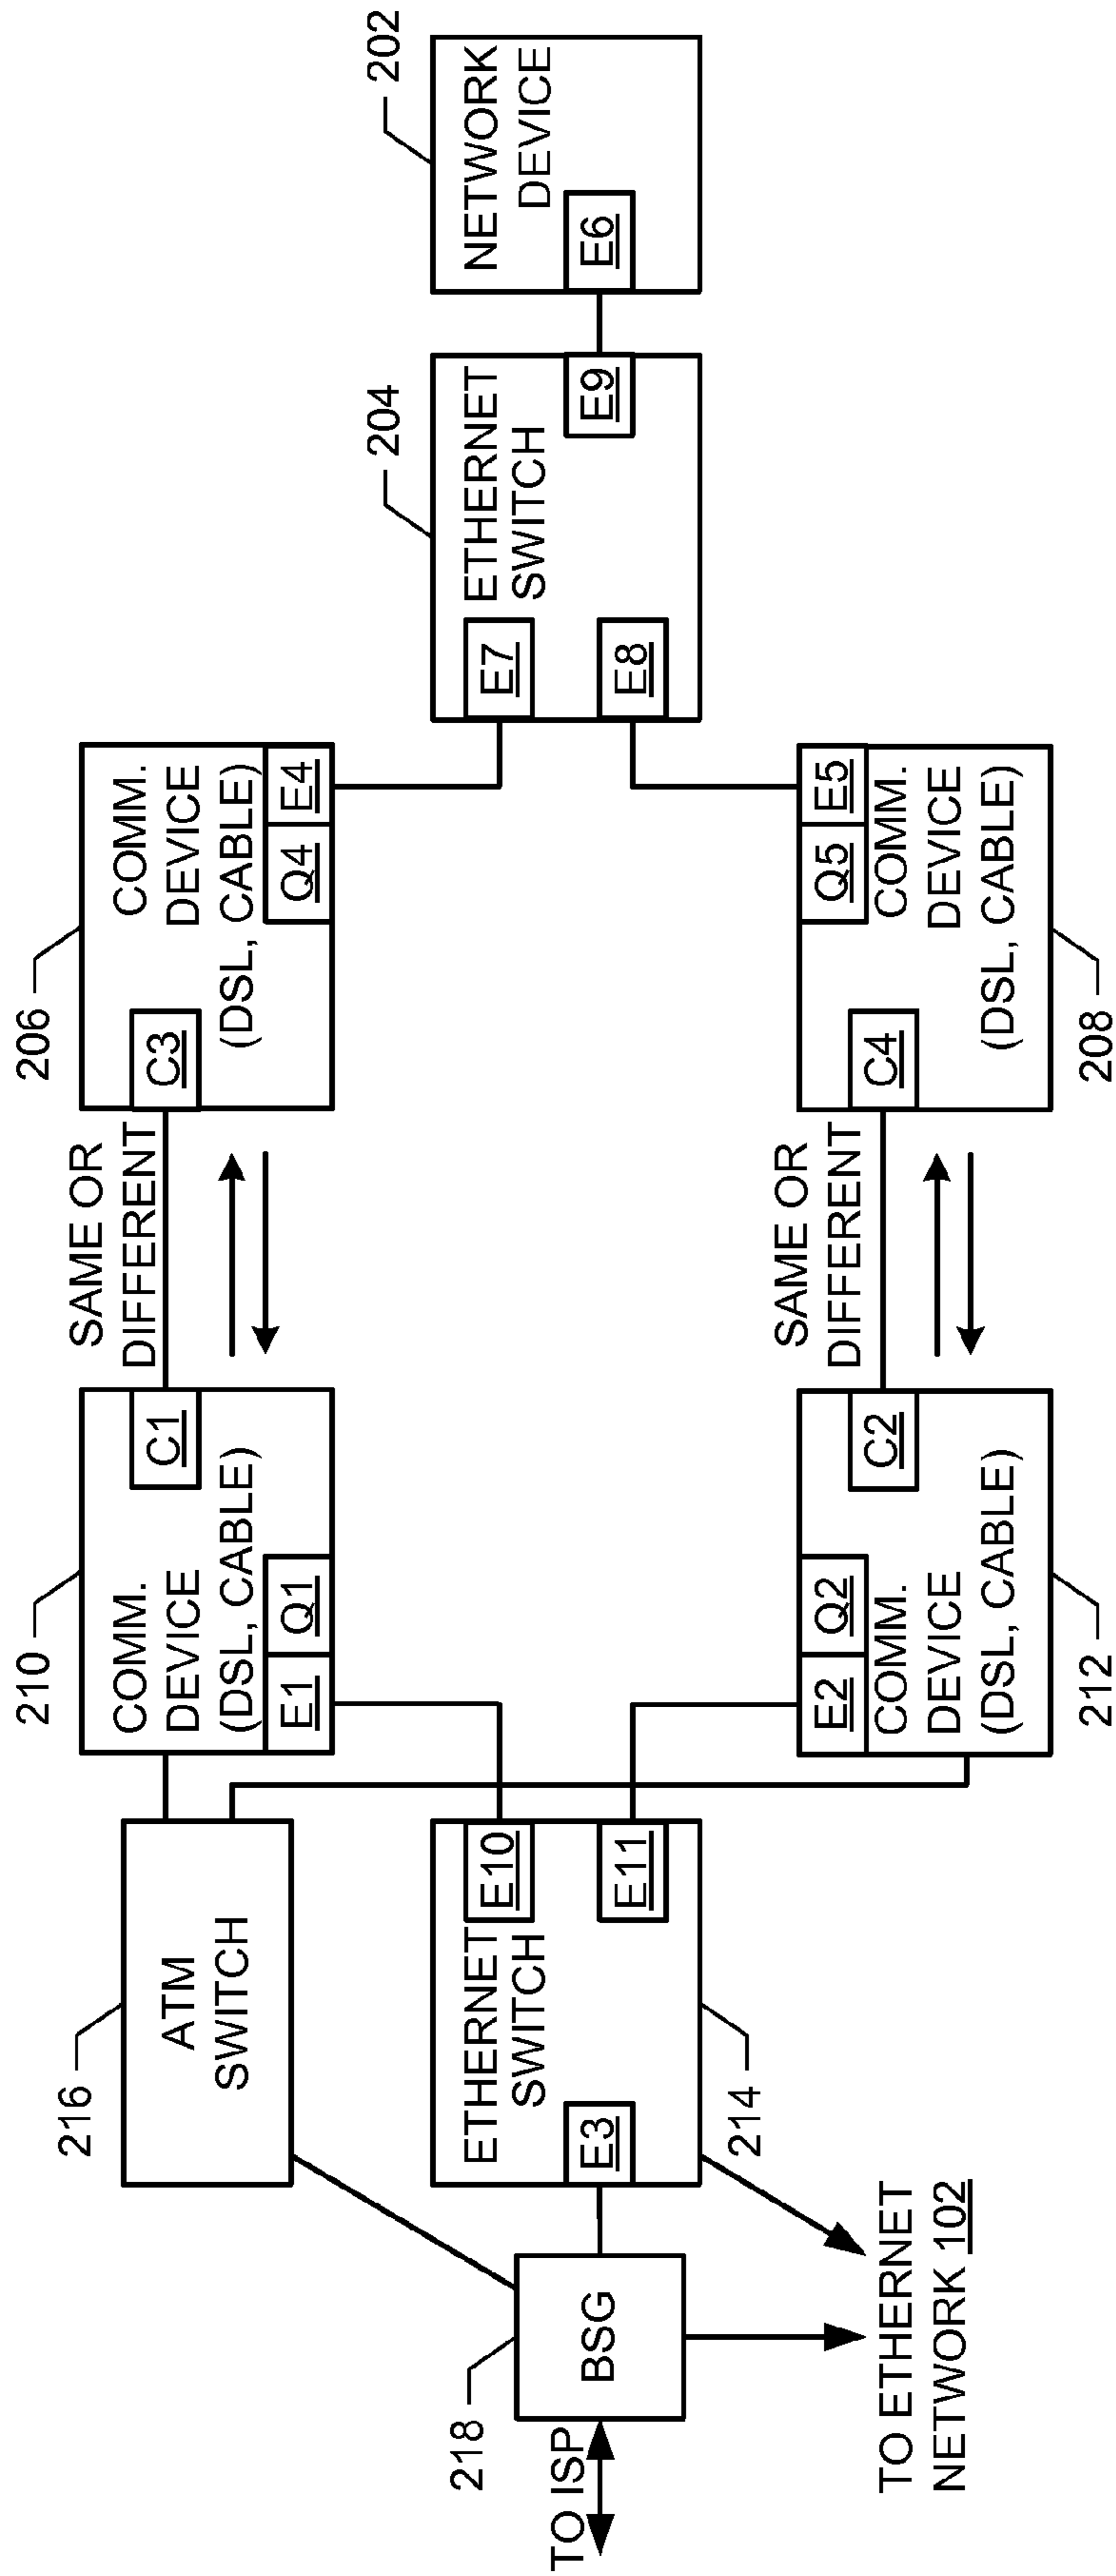 216
ATM
SWITCH
210
COMM.
DEVICE
(DSL, CABLE)
C1
E1
Q1
SAME OR
DIFFERENT
206
COMM.
DEVICE
(DSL, CABLE)
C3
Q4
E4
TO ISP
218
BSG
ETHERNET
SWITCH
E3
E10
E11
214
204
ETHERNET
SWITCH
E7
E8
E9
202
NETWORK
DEVICE
E6
TO ETHERNET
NETWORK 102
E2
Q2
C2
COMM.
DEVICE
(DSL, CABLE)
212
SAME OR
DIFFERENT
Q5
E5
C4
COMM.
DEVICE
(DSL, CABLE)
208